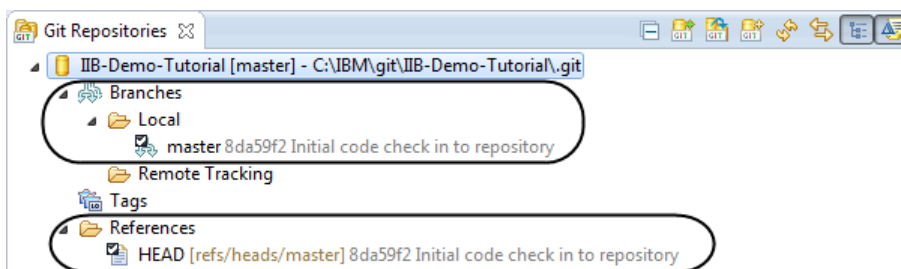 Git Repositories
IIB-Demo-Tutorial [master] - C:\IBM\git\IIB-Demo-Tutorial\.git
Branches
Local
master 8da59f2 Initial code check in to repository
Remote Tracking
Tags
References
HEAD [refs/heads/master] 8da59f2 Initial code check in to repository